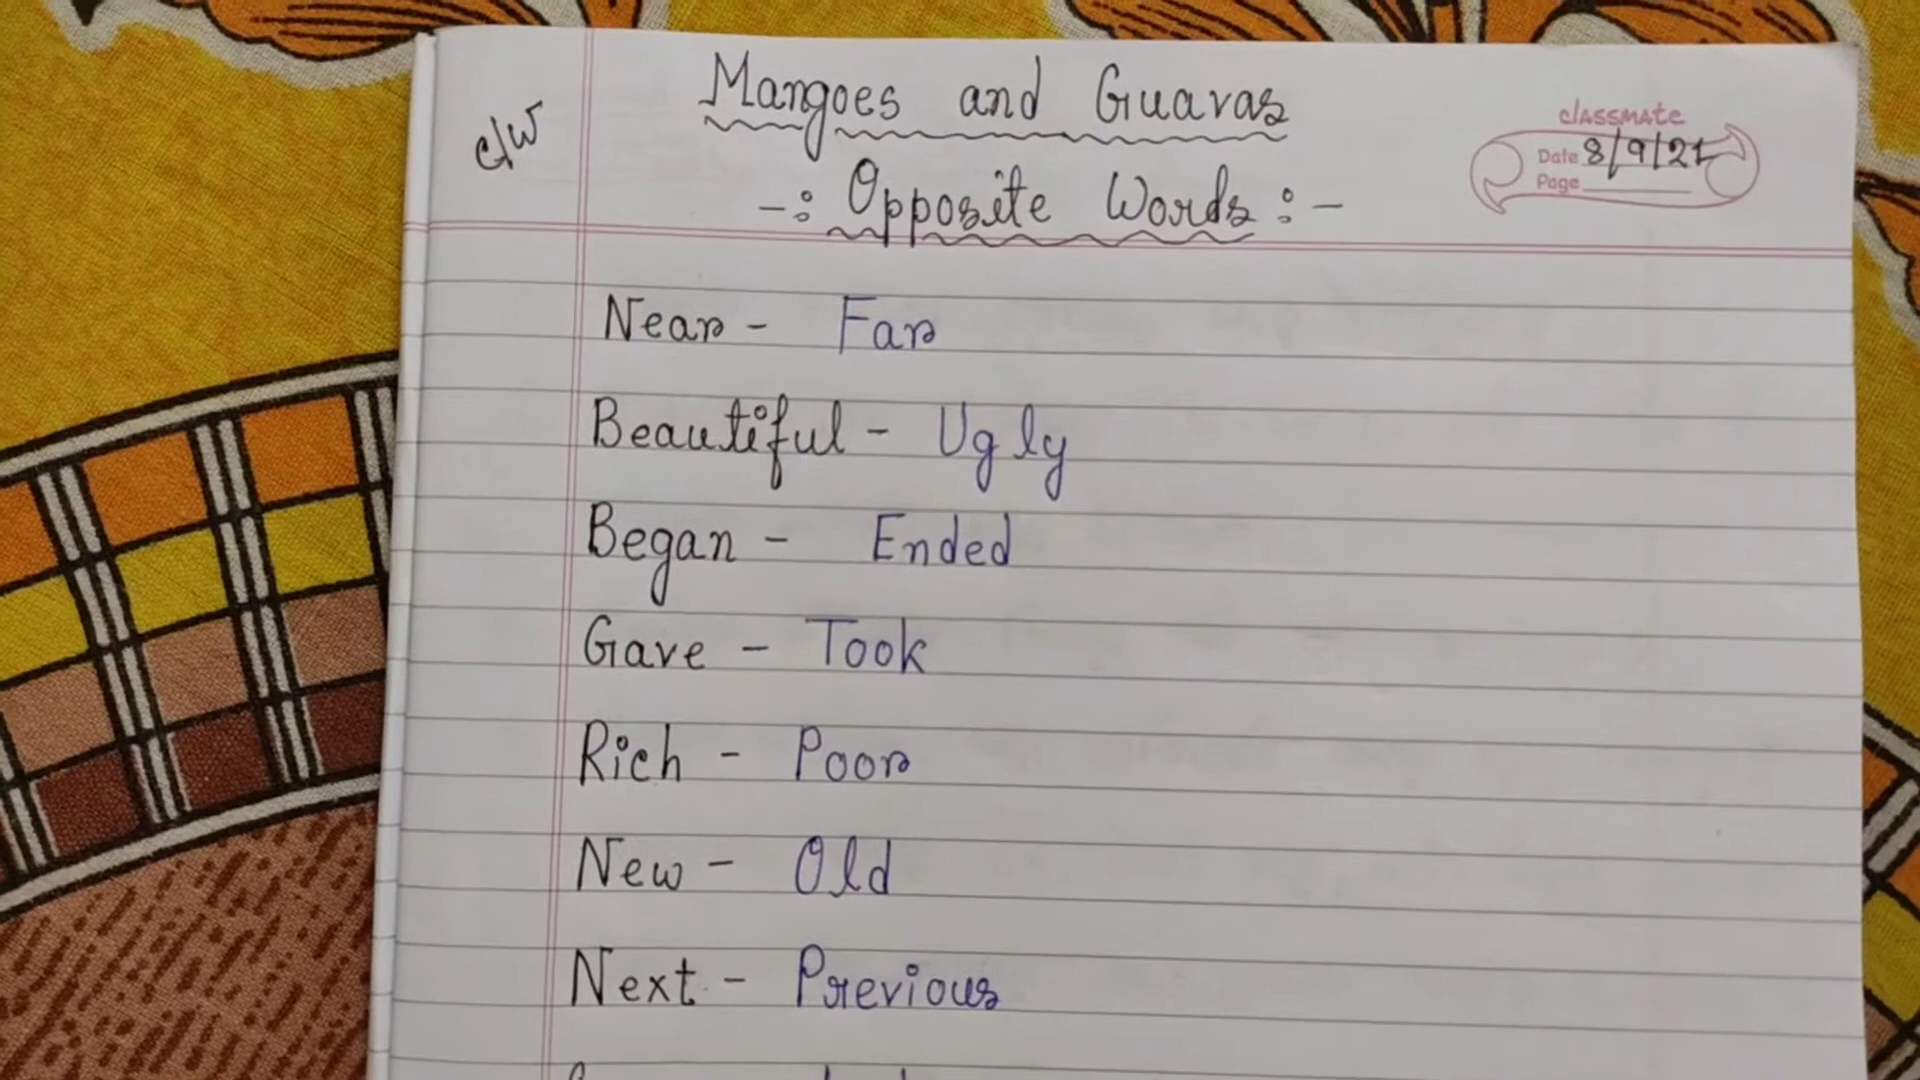 Mangoes and Guavas
c/w
classmate
Date 8/9/21
Page
-: Opposite Words :-
Near - Far
Beautiful - Ugly
Began - Ended
Gave - Took
Rich - Poor
New - Old
Next - Previous